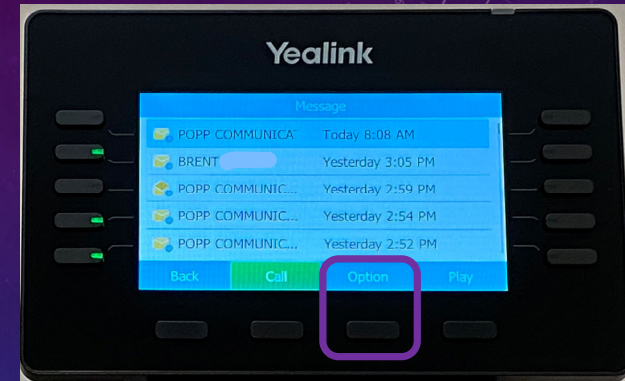 Yealink
Message
POPP COMMUNICA Today 8:08 AM
BRENT Yesterday 3:05 PM
POPP COMMUNIC... Yesterday 2:59 PM
POPP COMMUNIC... Yesterday 2:54 PM
POPP COMMUNIC... Yesterday 2:52 PM
Back Call Option Play